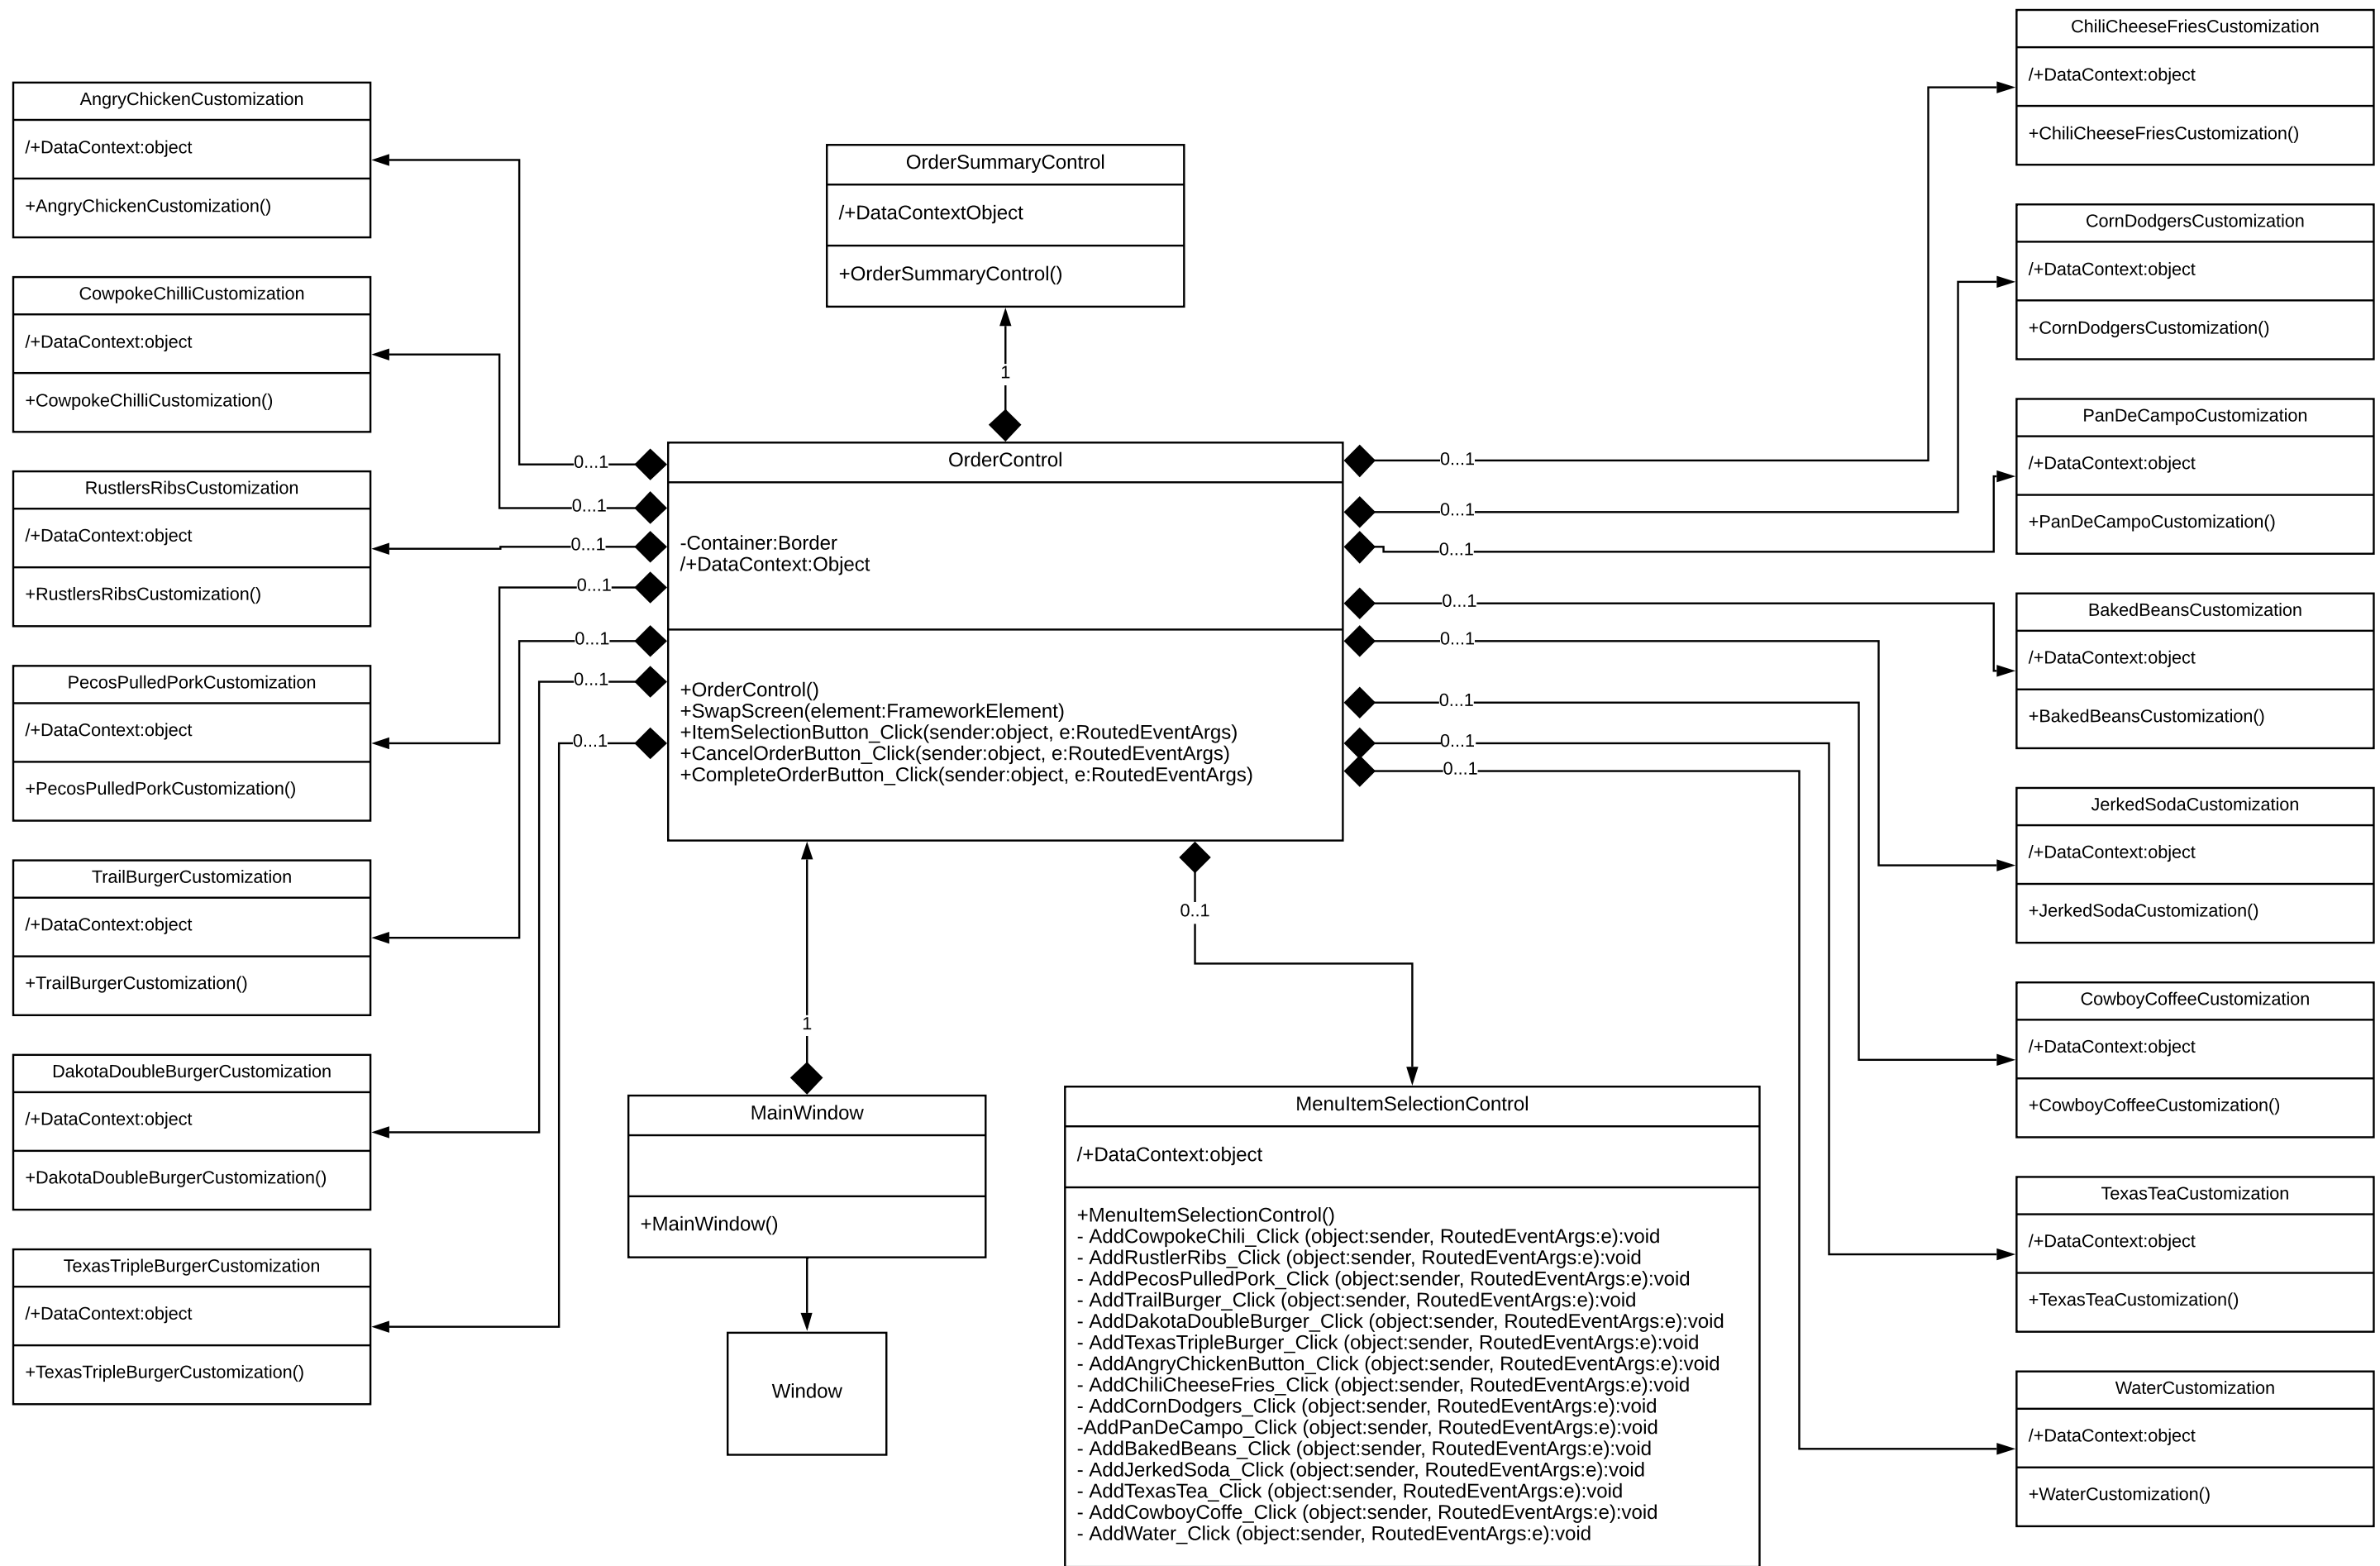 AngryChickenCustomization
/+DataContext:object
+AngryChickenCustomization()
CowpokeChilliCustomization
/+DataContext:object
+CowpokeChilliCustomization()
RustlersRibsCustomization
/+DataContext:object
+RustlersRibsCustomization()
PecosPulledPorkCustomization
/+DataContext:object
+PecosPulledPorkCustomization()
TrailBurgerCustomization
/+DataContext:object
+TrailBurgerCustomization()
DakotaDoubleBurgerCustomization
/+DataContext:object
+DakotaDoubleBurgerCustomization()
TexasTripleBurgerCustomization
/+DataContext:object
+TexasTripleBurgerCustomization()
0...1
0...1
0...1
0...1
0...1
0...1
0...1
OrderSummaryControl
/+DataContextObject
+OrderSummaryControl()
1
OrderControl
-Container:Border
/+DataContext:Object
+OrderControl()
+SwapScreen(element:FrameworkElement)
+ItemSelectionButton_Click(sender:object, e:RoutedEventArgs)
+CancelOrderButton_Click(sender:object, e:RoutedEventArgs)
+CompleteOrderButton_Click(sender:object, e:RoutedEventArgs)
1
MainWindow
+MainWindow()
Window
0..1
MenuItemSelectionControl
/+DataContext:object
+MenuItemSelectionControl()
- AddCowpokeChili_Click (object:sender, RoutedEventArgs:e):void
- AddRustlerRibs_Click (object:sender, RoutedEventArgs:e):void
- AddPecosPulledPork_Click (object:sender, RoutedEventArgs:e):void
- AddTrailBurger_Click (object:sender, RoutedEventArgs:e):void
- AddDakotaDoubleBurger_Click (object:sender, RoutedEventArgs:e):void
- AddTexasTripleBurger_Click (object:sender, RoutedEventArgs:e):void
- AddAngryChickenButton_Click (object:sender, RoutedEventArgs:e):void
- AddChiliCheeseFries_Click (object:sender, RoutedEventArgs:e):void
- AddCornDodgers_Click (object:sender, RoutedEventArgs:e):void
-AddPanDeCampo_Click (object:sender, RoutedEventArgs:e):void
- AddBakedBeans_Click (object:sender, RoutedEventArgs:e):void
- AddJerkedSoda_Click (object:sender, RoutedEventArgs:e):void
- AddTexasTea_Click (object:sender, RoutedEventArgs:e):void
- AddCowboyCoffe_Click (object:sender, RoutedEventArgs:e):void
- AddWater_Click (object:sender, RoutedEventArgs:e):void
0...1
0...1
0...1
0...1
0...1
0...1
0...1
0...1
ChiliCheeseFriesCustomization
/+DataContext:object
+ChiliCheeseFriesCustomization()
CornDodgersCustomization
/+DataContext:object
+CornDodgersCustomization()
PanDeCampoCustomization
/+DataContext:object
+PanDeCampoCustomization()
BakedBeansCustomization
/+DataContext:object
+BakedBeansCustomization()
JerkedSodaCustomization
/+DataContext:object
+JerkedSodaCustomization()
CowboyCoffeeCustomization
/+DataContext:object
+CowboyCoffeeCustomization()
TexasTeaCustomization
/+DataContext:object
+TexasTeaCustomization()
WaterCustomization
/+DataContext:object
+WaterCustomization()